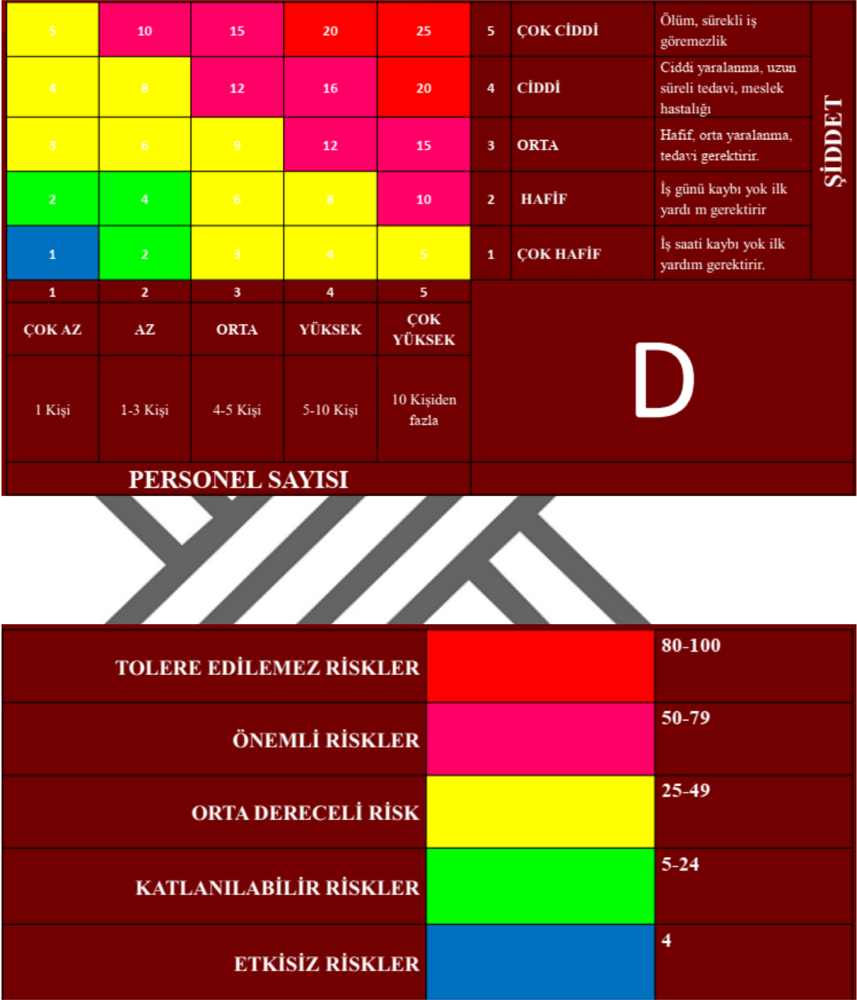 5 10 15 20 25 5 ÇOK CİDDİ Ölüm, sürekli iş
göremezlik
4 8 12 16 20 4 CİDDİ Ciddi yaralanma, uzun
süreli tedavi, meslek
hastalığı
3 6 9 12 15 3 ORTA Hafif, orta yaralanma,
tedavi gerektirir.
2 4 6 8 10 2 HAFİF İş günü kaybı yok ilk
yardı m gerektirir
1 2 3 4 5 1 ÇOK HAFİF İş saati kaybı yok ilk
yardım gerektirir.
ŞİDDET
1 2 3 4 5
ÇOK AZ AZ ORTA YÜKSEK ÇOK
YÜKSEK
1 Kişi 1-3 Kişi 4-5 Kişi 5-10 Kişi 10 Kişiden
fazla
D
PERSONEL SAYISI
TOLERE EDİLEMEZ RİSKLER 80-100
ÖNEMLİ RİSKLER 50-79
ORTA DERECELİ RİSK 25-49
KATLANILABİLİR RİSKLER 5-24
ETKİSİZ RİSKLER 4